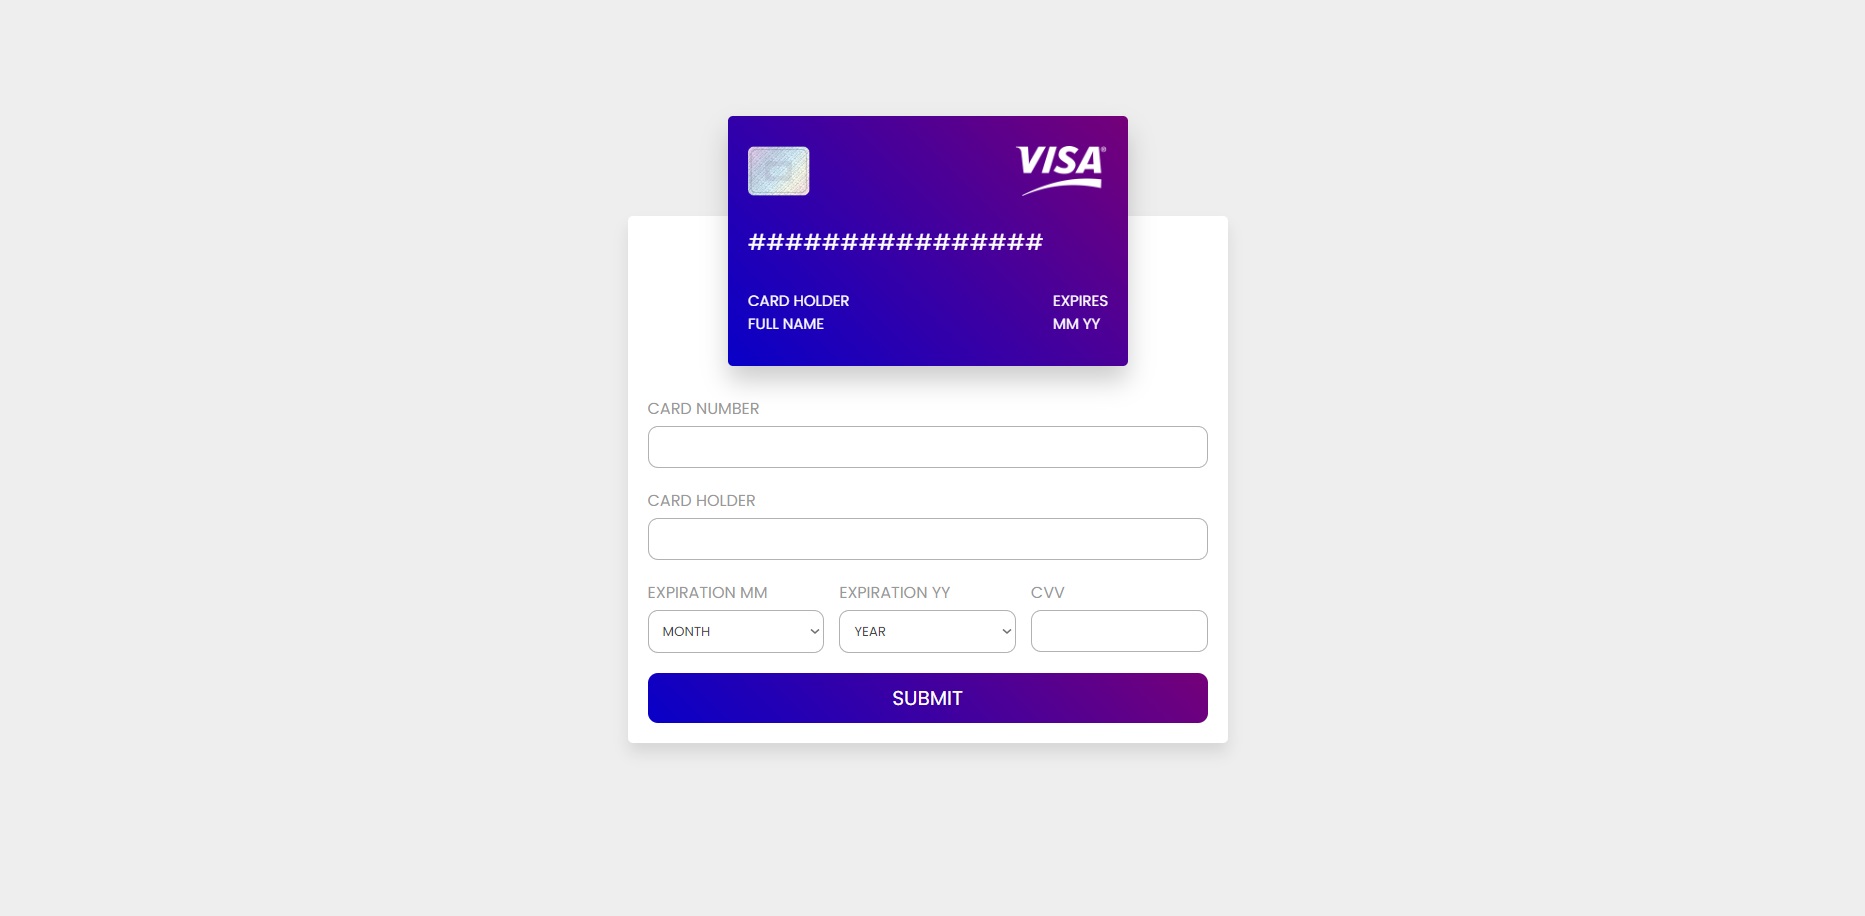 VISA®
################
CARD HOLDER EXPIRES
FULL NAME MM YY
CARD NUMBER
CARD HOLDER
EXPIRATION MM EXPIRATION YY CVV
MONTH YEAR
SUBMIT